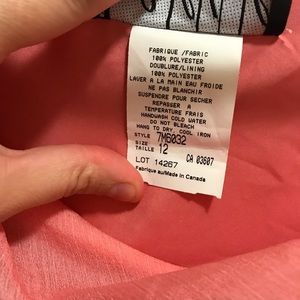 FABRIQUE /FABRIC
100% POLYESTER
DOUBLURE/LINING
100% POLYESTER
LAVER A LA MAIN EAU FROIDE
NE PAS BLANCHIR
SUSPENDRE POUR SECHER
REPASSER A
TEMPERATURE FRAIS
HANDWASH COLD WATER
DO NOT BLEACH
HANG TO DRY COOL IRON
STYLE 7M6032
SIZE
TAILLE 12 CA 03607
LOT 14267
Fabrique au/Made in Canada